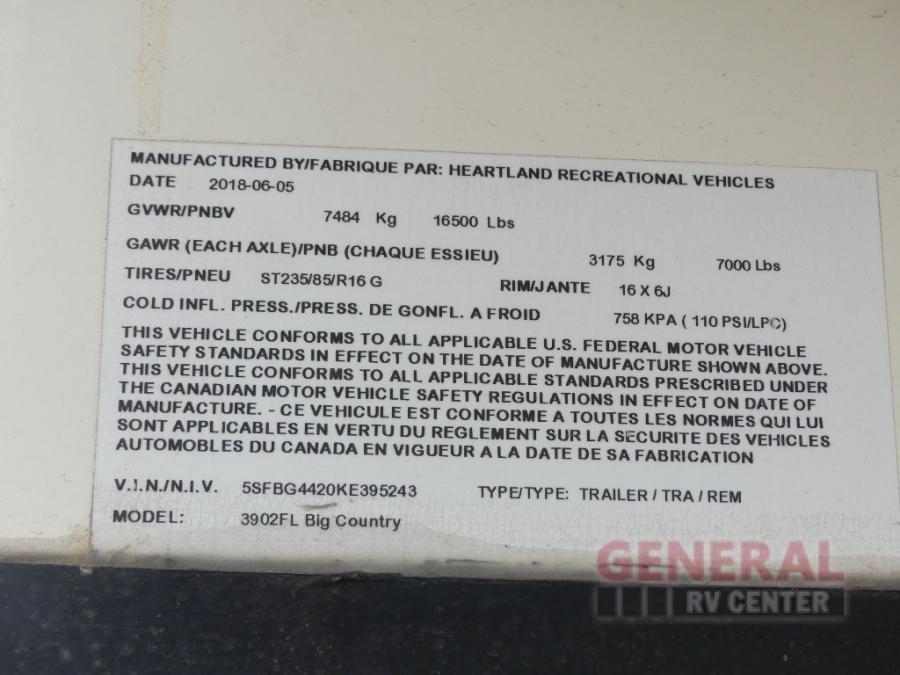 MANUFACTURED BY/FABRIQUE PAR: HEARTLAND RECREATIONAL VEHICLES
DATE 2018-06-05
GVWR/PNBV 7484 Kg 16500 Lbs
GAWR (EACH AXLE)/PNB (CHAQUE ESSIEU) 3175 Kg 7000 Lbs
TIRES/PNEU ST235/85/R16 G RIM/JANTE 16 X 6J
COLD INFL. PRESS./PRESS. DE GONFL. A FROID 758 KPA ( 110 PSI/LPC)
THIS VEHICLE CONFORMS TO ALL APPLICABLE U.S. FEDERAL MOTOR VEHICLE
SAFETY STANDARDS IN EFFECT ON THE DATE OF MANUFACTURE SHOWN ABOVE.
THIS VEHICLE CONFORMS TO ALL APPLICABLE STANDARDS PRESCRIBED UNDER
THE CANADIAN MOTOR VEHICLE SAFETY REGULATIONS IN EFFECT ON DATE OF
MANUFACTURE. - CE VEHICULE EST CONFORME A TOUTES LES NORMES QUI LUI
SONT APPLICABLES EN VERTU DU REGLEMENT SUR LA SECURITE DES VEHICLES
AUTOMOBILES DU CANADA EN VIGUEUR A LA DATE DE SA FABRICATION
V.I.N./N.I.V. 5SFBG4420KE395243 TYPE/TYPE: TRAILER / TRA / REM
MODEL: 3902FL Big Country
GENERAL
RV CENTER